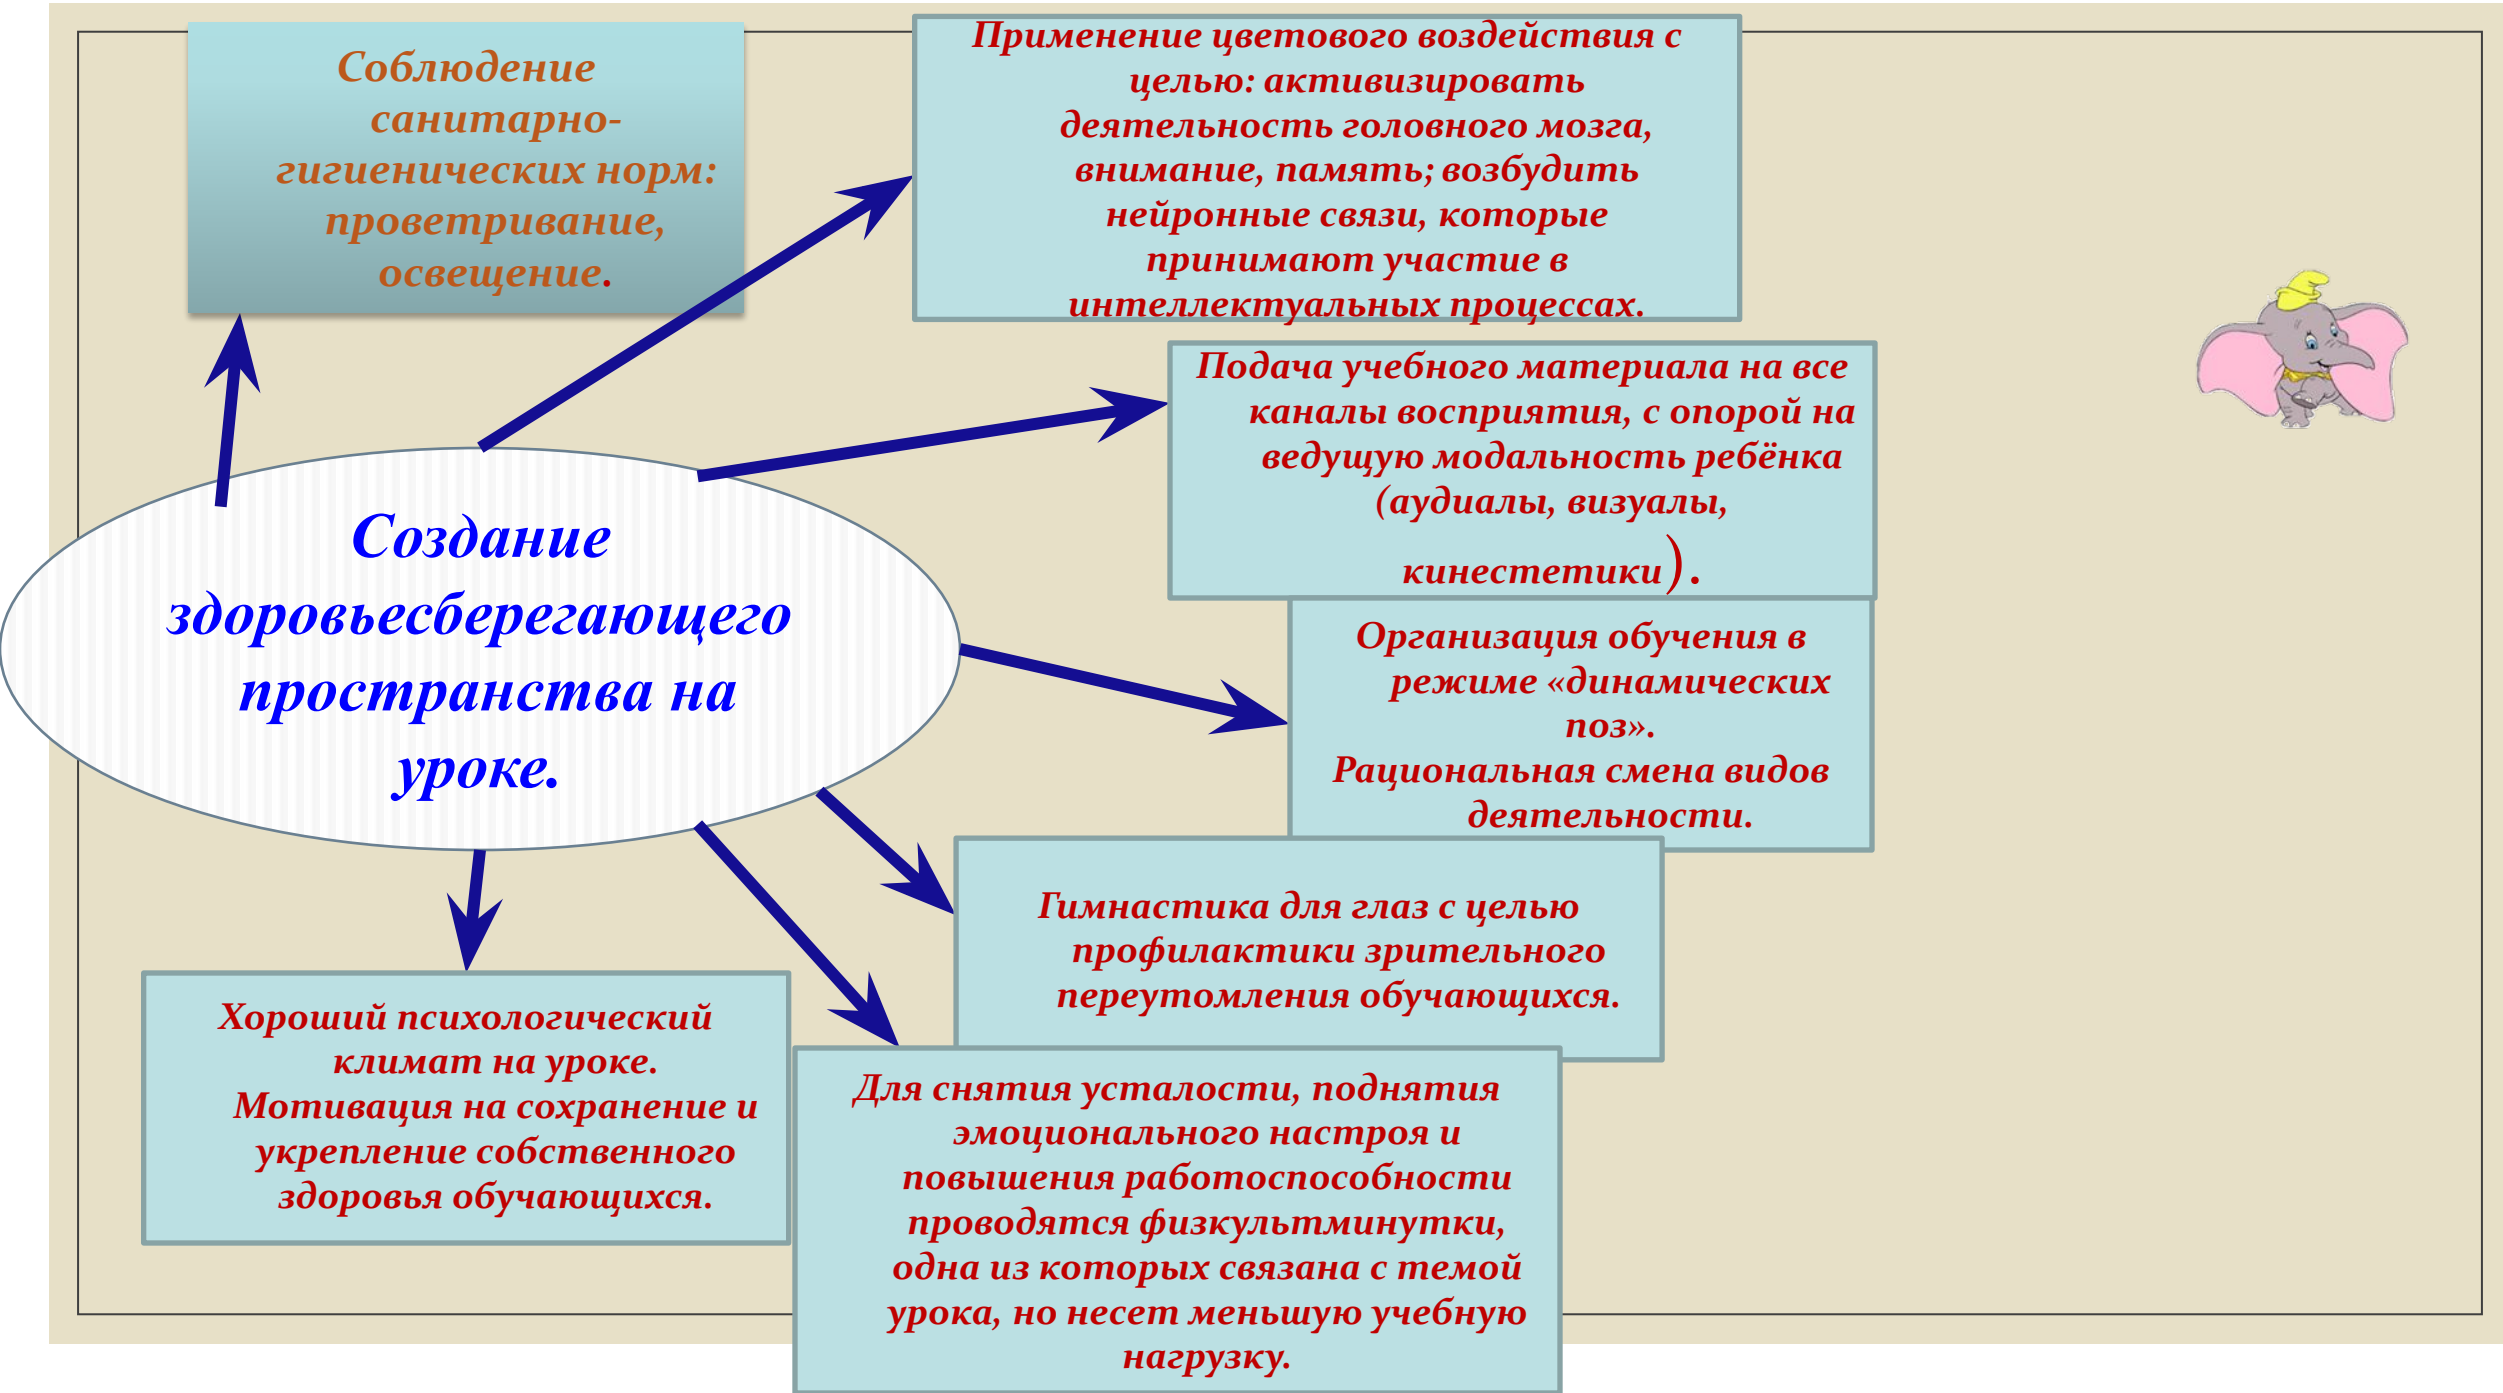 Соблюдение
санитарно-
гигиенических норм:
проветривание,
освещение.
Применение цветового воздействия с
целью: активизировать
деятельность головного мозга,
внимание, память; возбудить
нейронные связи, которые
принимают участие в
интеллектуальных процессах.
Подача учебного материала на все
каналы восприятия, с опорой на
ведущую модальность ребёнка
(аудиалы, визуалы,
кинестетики).
Создание
здоровьесберегающего
пространства на
уроке.
Организация обучения в
режиме «динамических
поз».
Рациональная смена видов
деятельности.
Гимнастика для глаз с целью
профилактики зрительного
переутомления обучающихся.
Хороший психологический
климат на уроке.
Мотивация на сохранение и
укрепление собственного
здоровья обучающихся.
Для снятия усталости, поднятия
эмоционального настроя и
повышения работоспособности
проводятся физкультминутки,
одна из которых связана с темой
урока, но несет меньшую учебную
нагрузку.